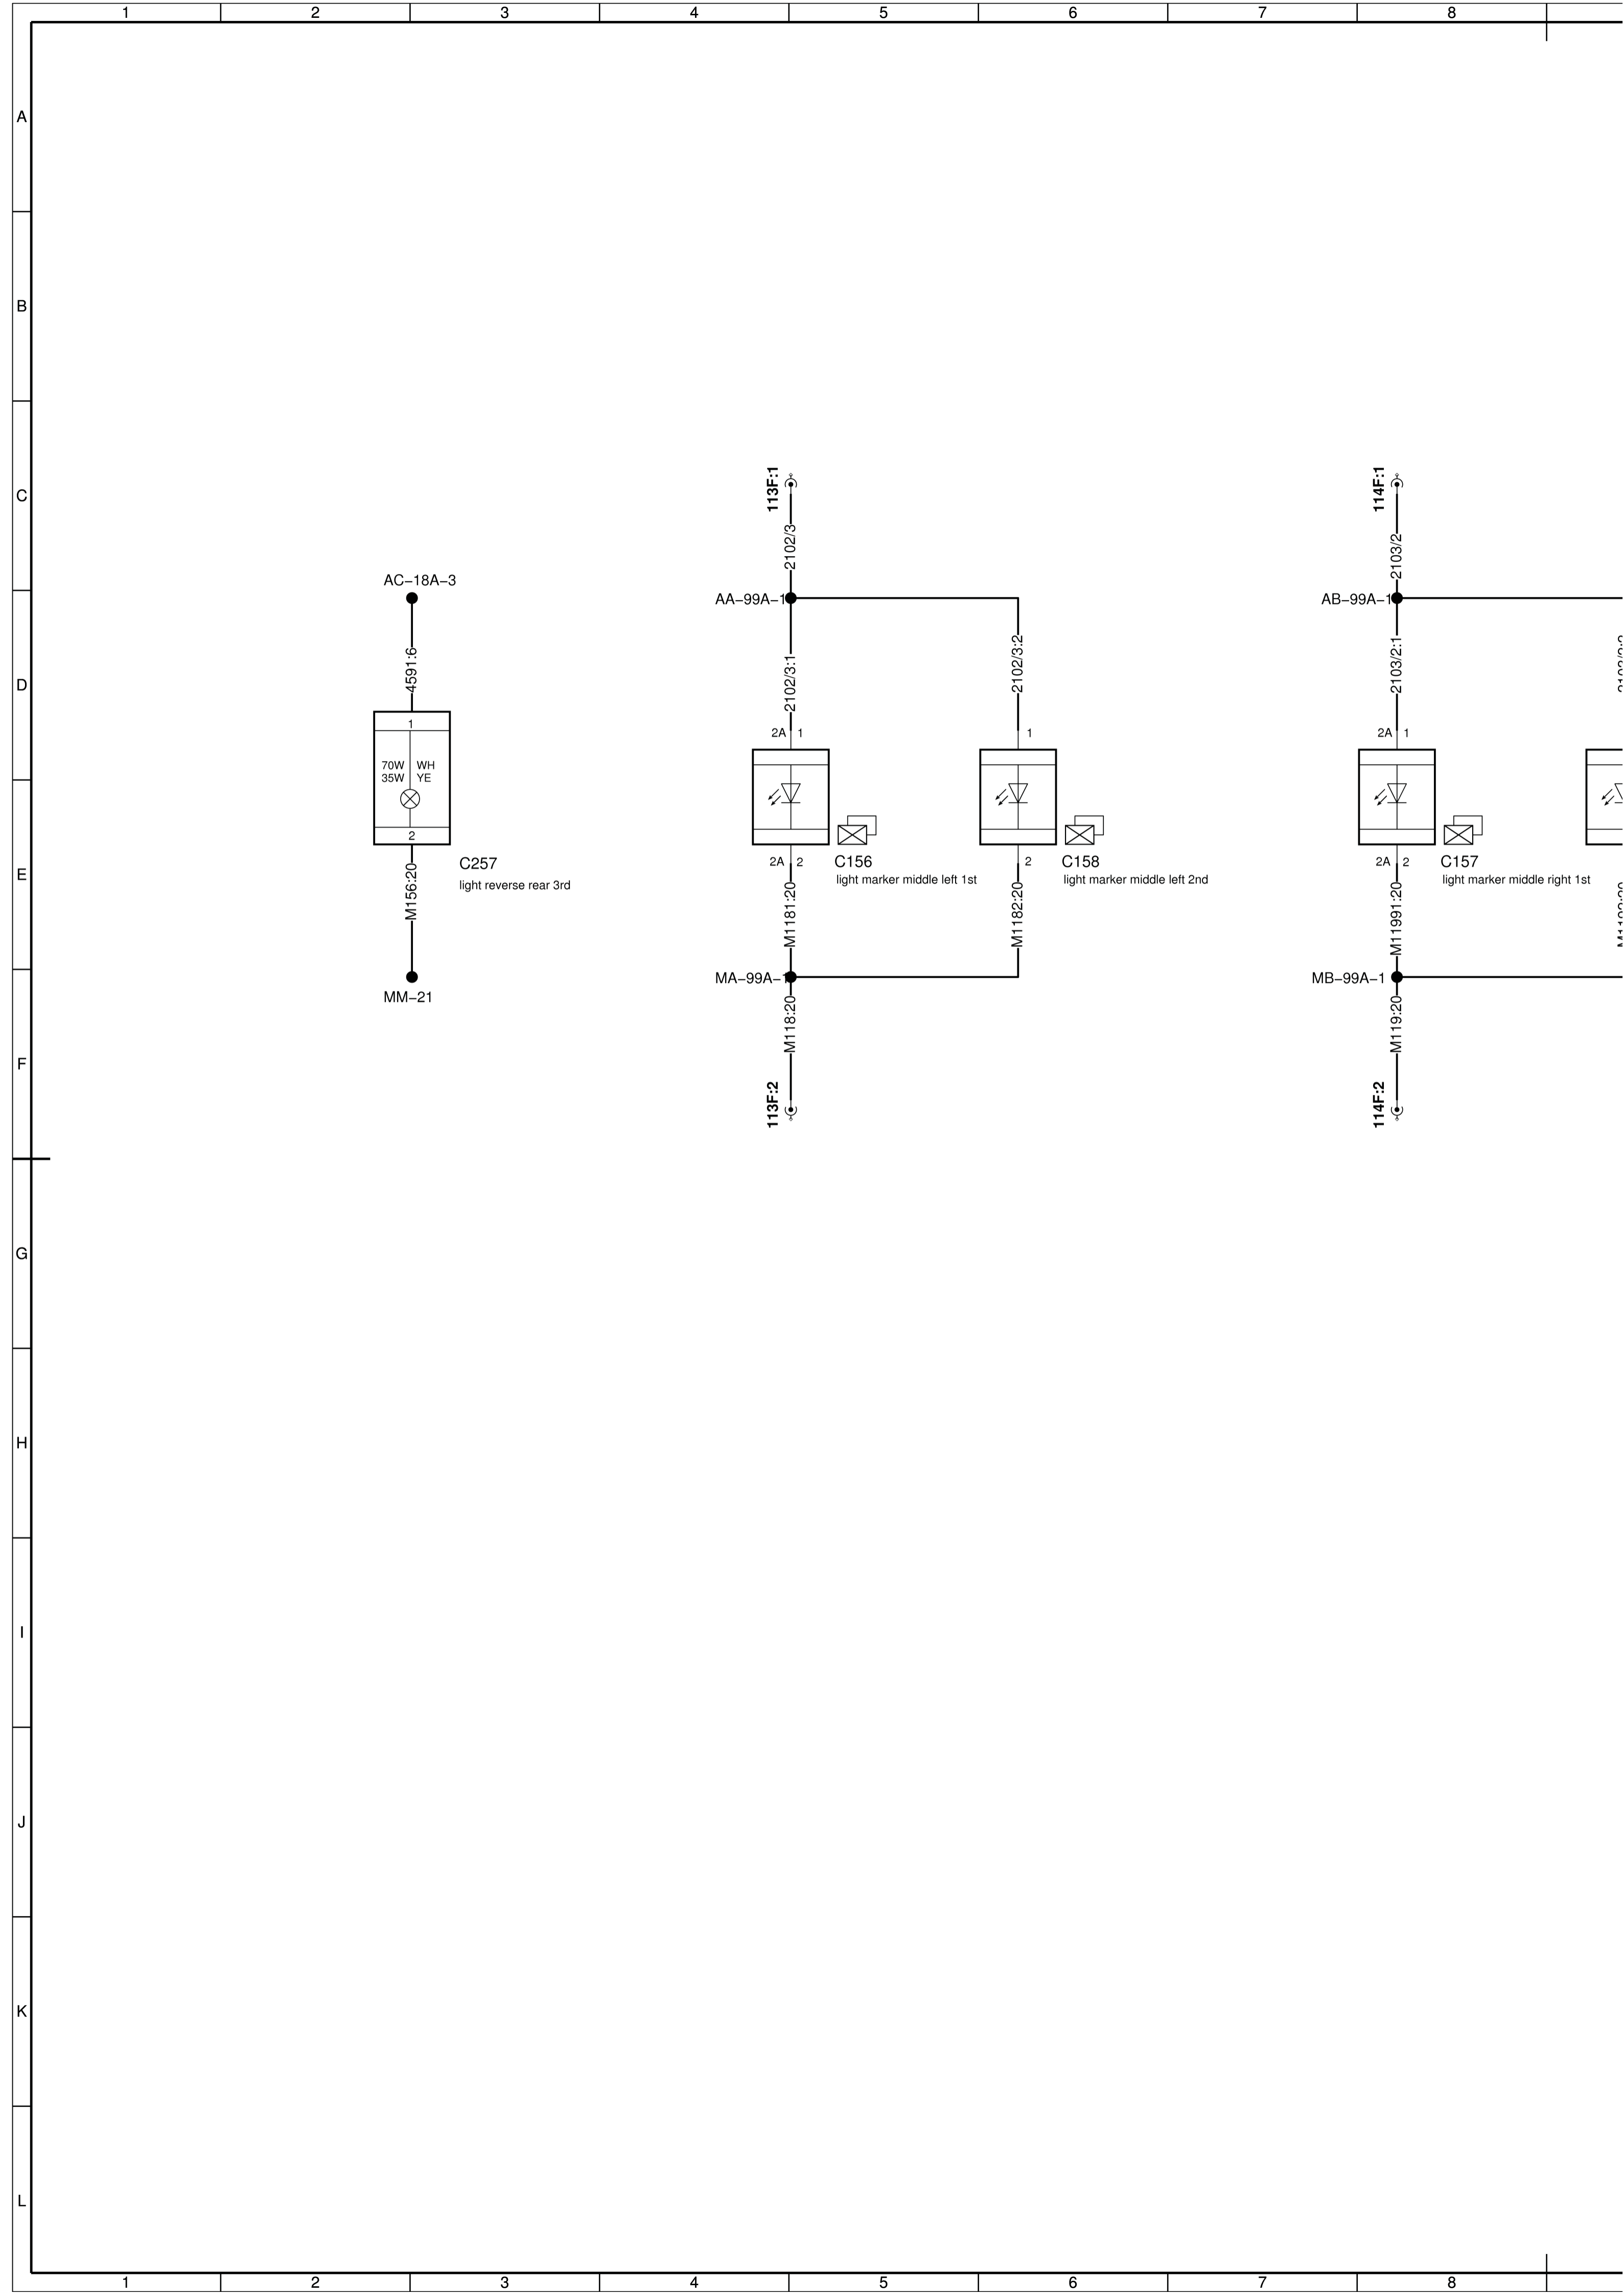 1 2 3 4 5 6 7 8
A
B
C
D
E
F
G
H
I
J
K
L
AC–18A–3
4591:6
1
70W WH
35W YE
2
C257
light reverse rear 3rd
M156:20
MM–21
113F:1
2102/3
AA–99A–1
2102/3:1
2102/3:2
2A 1
1
2A 2
C156
light marker middle left 1st
2
C158
light marker middle left 2nd
M1181:20
M1182:20
MA–99A–1
M118:20
113F:2
114F:1
2103/2
AB–99A–1
2103/2:1
2A 1
2A 2
C157
light marker middle right 1st
M11991:20
MB–99A–1
M119:20
114F:2
1 2 3 4 5 6 7 8